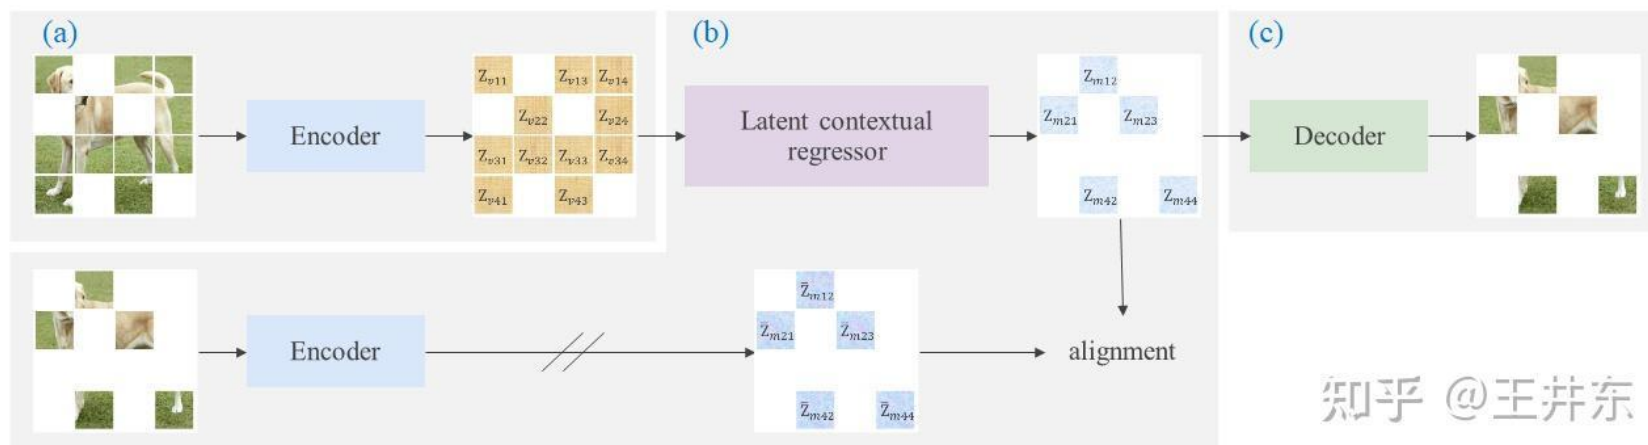 (a)
(b)
(c)
Z_v11 Z_v13 Z_v14
Z_v22 Z_v24
Z_v31 Z_v32 Z_v33 Z_v34
Z_v41 Z_v43
Encoder
Latent contextual
regressor
Z_m12
Z_m21 Z_m23
Z_m42 Z_m44
Decoder
Encoder
Z̄_m12
Z̄_m21 Z̄_m23
Z̄_m42 Z̄_m44
alignment
知乎 @王井东